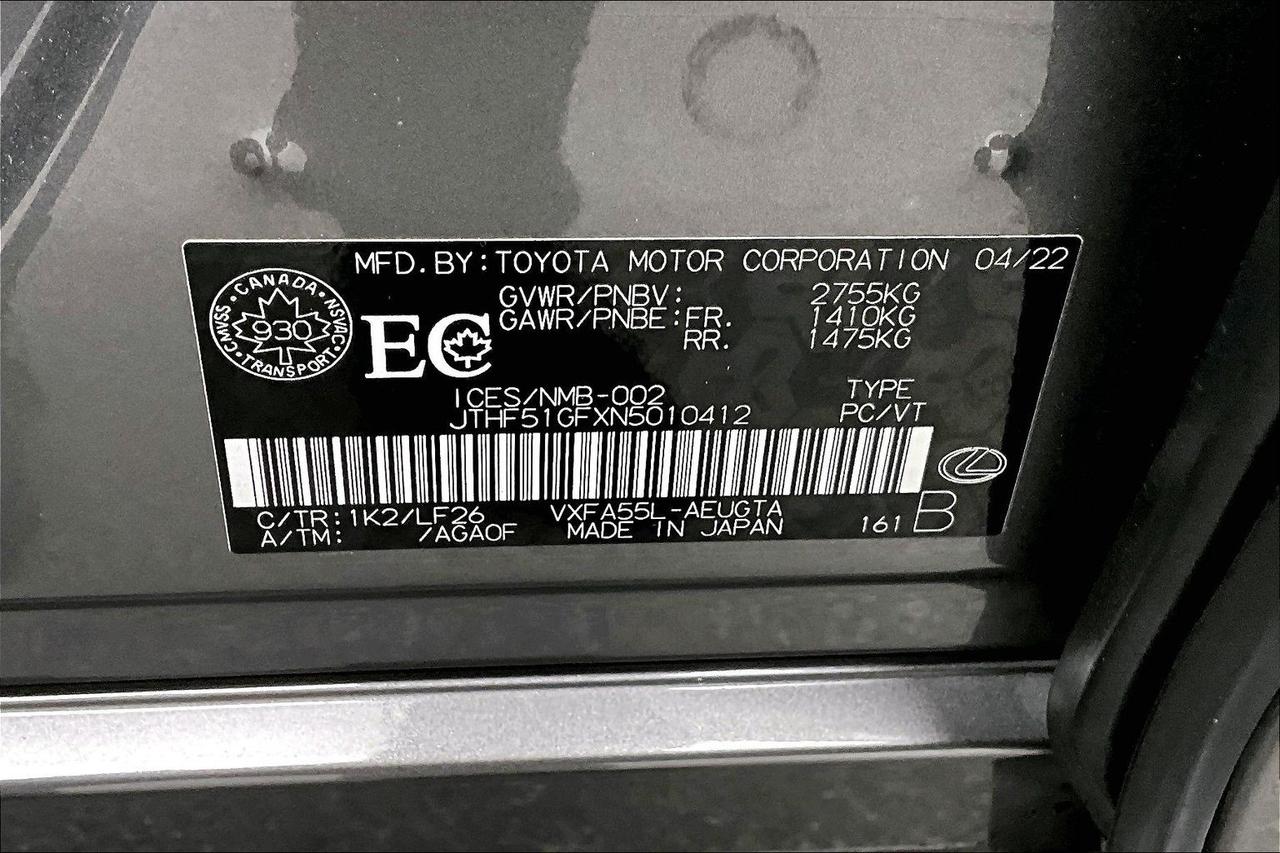 MFD.BY:TOYOTA MOTOR CORPORATION 04/22
GVWR/PNBV: 2755KG
GAWR/PNBE:FR. 1410KG
RR. 1475KG
CANADA
CMVSS 930 NSVAC
TRANSPORT
EC
ICES/NMB-002 TYPE
JTHF51GFXN5010412 PC/VT
C/TR:1K2/LF26 VXFA55L-AEUGTA
A/TM: /AGA0F MADE IN JAPAN 161 B